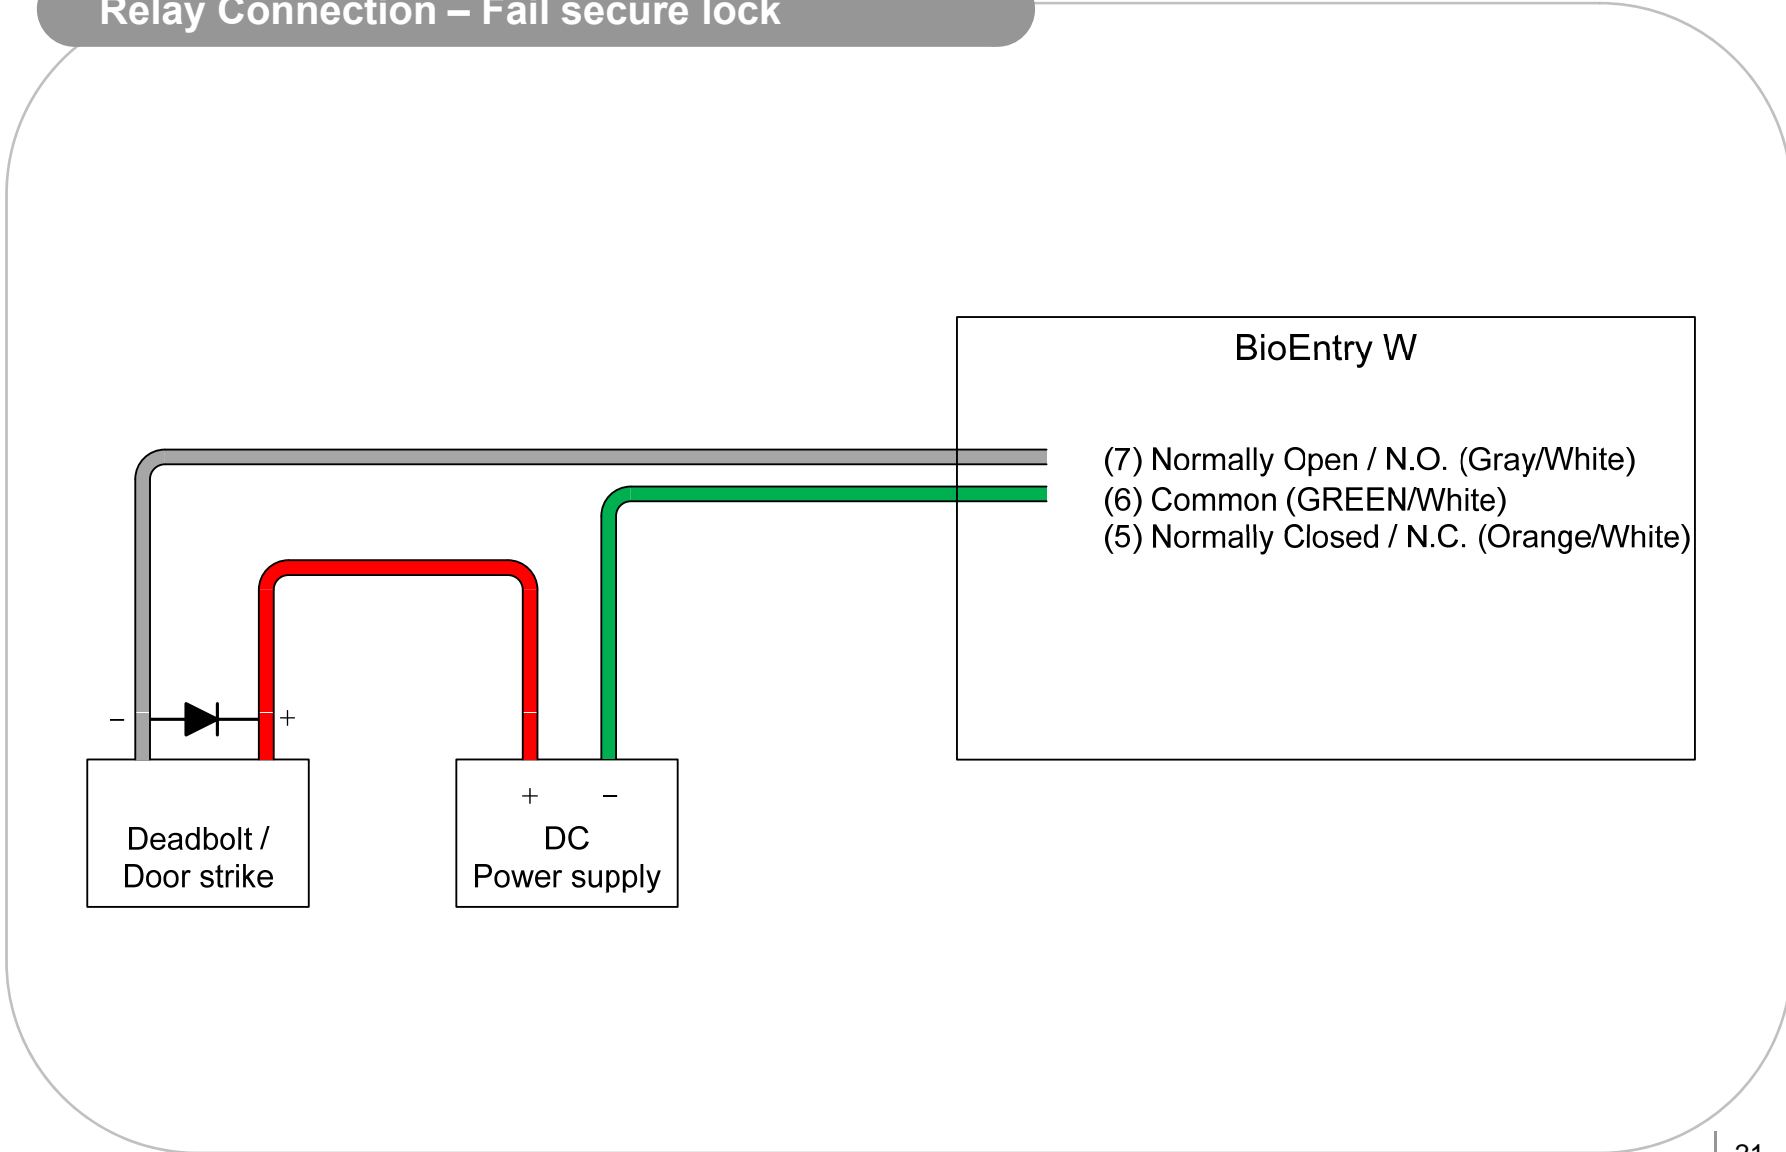 Relay Connection – Fail secure lock
BioEntry W
(7) Normally Open / N.O. (Gray/White)
(6) Common (GREEN/White)
(5) Normally Closed / N.C. (Orange/White)
– +
+ –
Deadbolt /
Door strike
DC
Power supply
21